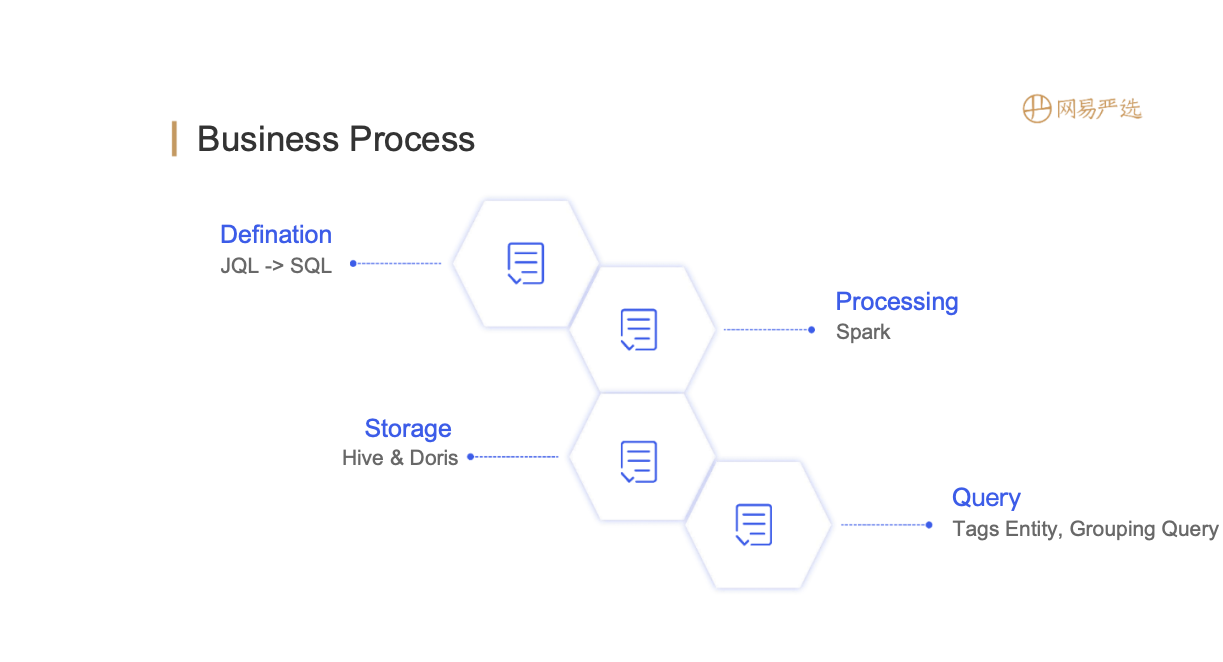 网易严选
Business Process
Defination
JQL -> SQL
Processing
Spark
Storage
Hive & Doris
Query
Tags Entity, Grouping Query